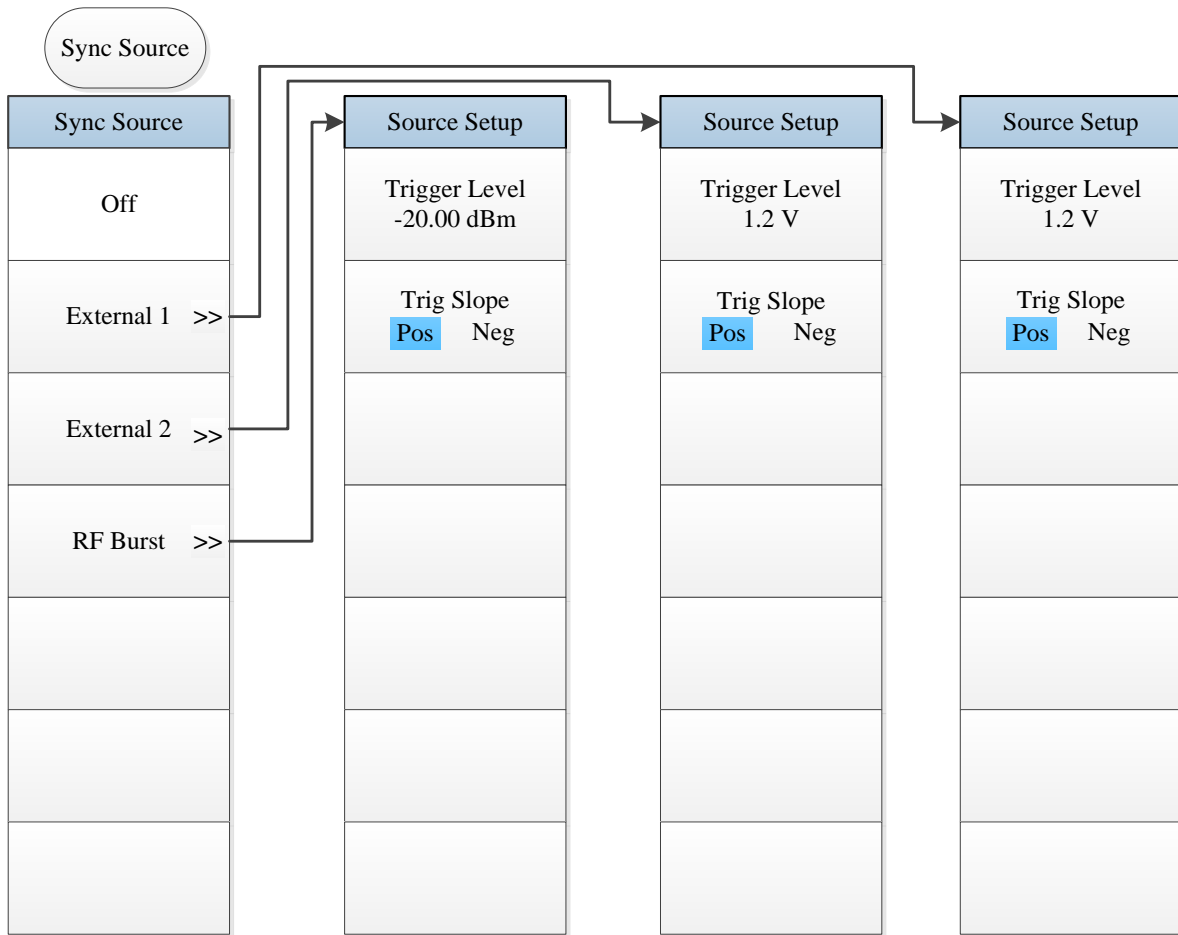 Sync Source
Sync Source
Off
External 1 >>
External 2 >>
RF Burst >>
Source Setup
Trigger Level
-20.00 dBm
Trig Slope
Pos Neg
Source Setup
Trigger Level
1.2 V
Trig Slope
Pos Neg
Source Setup
Trigger Level
1.2 V
Trig Slope
Pos Neg